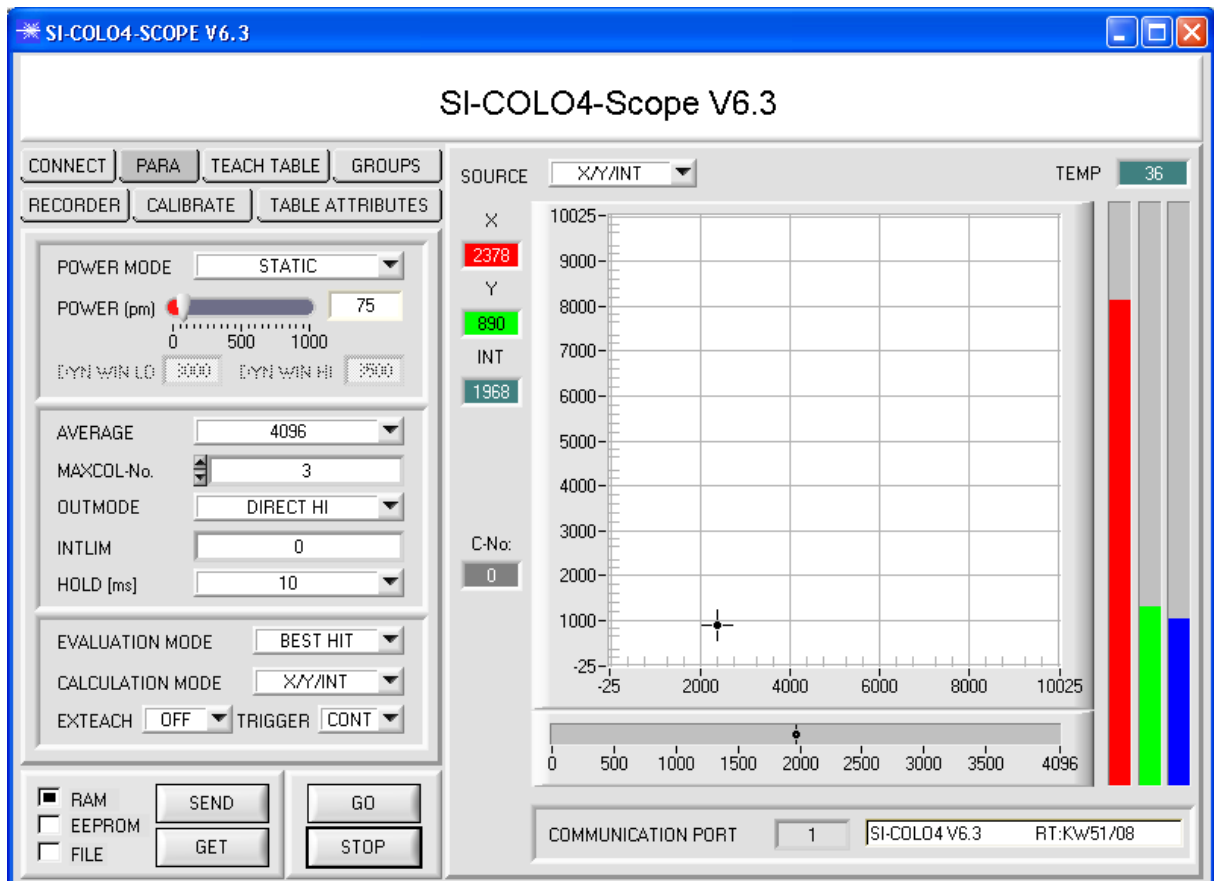 SI-COLO4-SCOPE V6.3
SI-COLO4-Scope V6.3
CONNECT PARA TEACH TABLE GROUPS
RECORDER CALIBRATE TABLE ATTRIBUTES
POWER MODE STATIC
POWER (pm) 75
0 500 1000
DYN WIN LO 3000 DYN WIN HI 3500
AVERAGE 4096
MAXCOL-No. 3
OUTMODE DIRECT HI
INTLIM 0
HOLD [ms] 10
EVALUATION MODE BEST HIT
CALCULATION MODE X/Y/INT
EXTEACH OFF TRIGGER CONT
RAM
EEPROM
FILE
SEND
GET
GO
STOP
SOURCE X/Y/INT
TEMP 36
X
2378
Y
890
INT
1968
C-No:
0
10025
9000
8000
7000
6000
5000
4000
3000
2000
1000
-25
-25 2000 4000 6000 8000 10025
0 500 1000 1500 2000 2500 3000 3500 4096
COMMUNICATION PORT 1 SI-COLO4 V6.3 RT:KW51/08